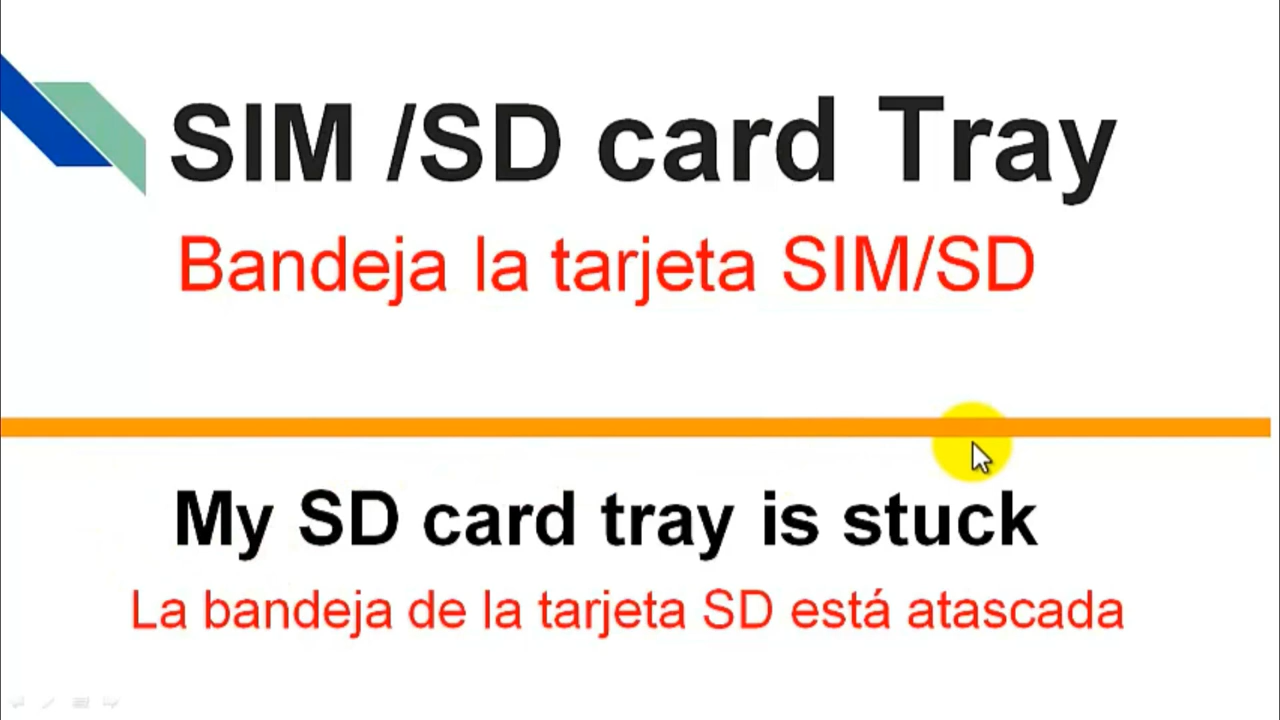 SIM /SD card Tray
Bandeja la tarjeta SIM/SD
My SD card tray is stuck
La bandeja de la tarjeta SD está atascada